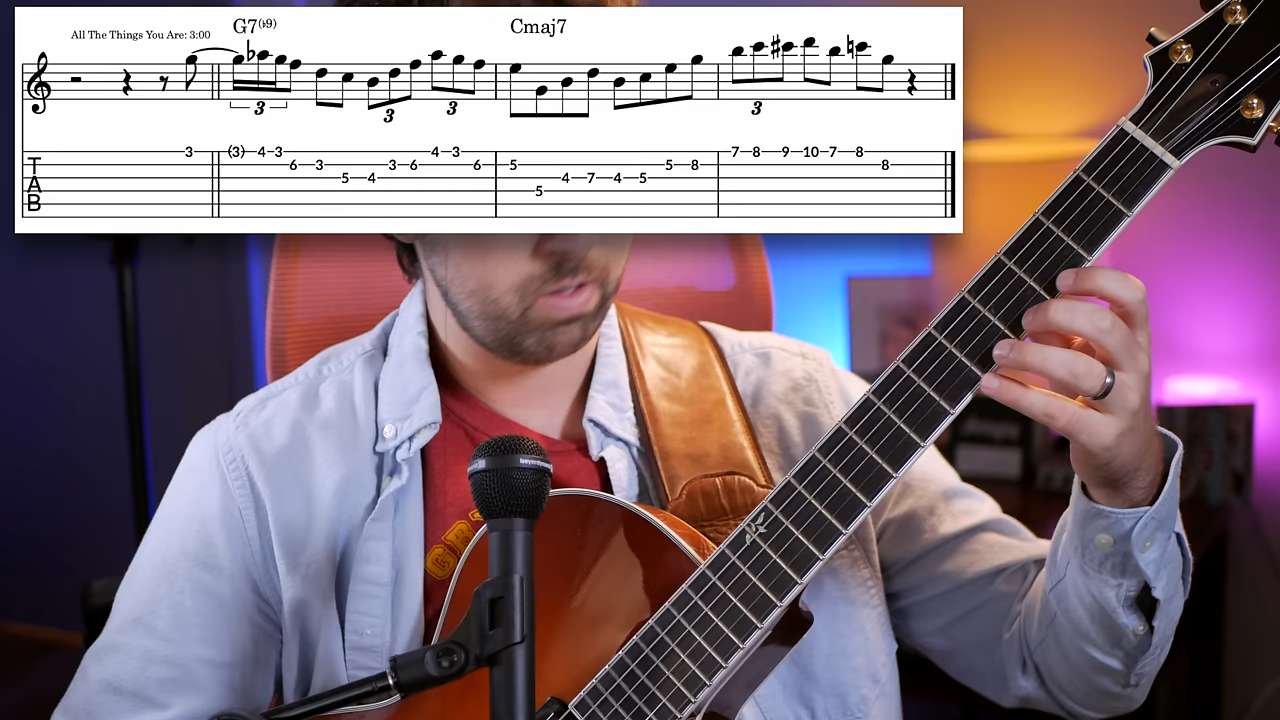 All The Things You Are: 3:00
G7(♭9)
Cmaj7
3 3 3 3
3 (3) 4 3 4 3 7 8 9 10 7 8
T 6 3 3 6 6 5 5 8 8
A 5 4 4 7 4 5
B 5
beyerdynamic